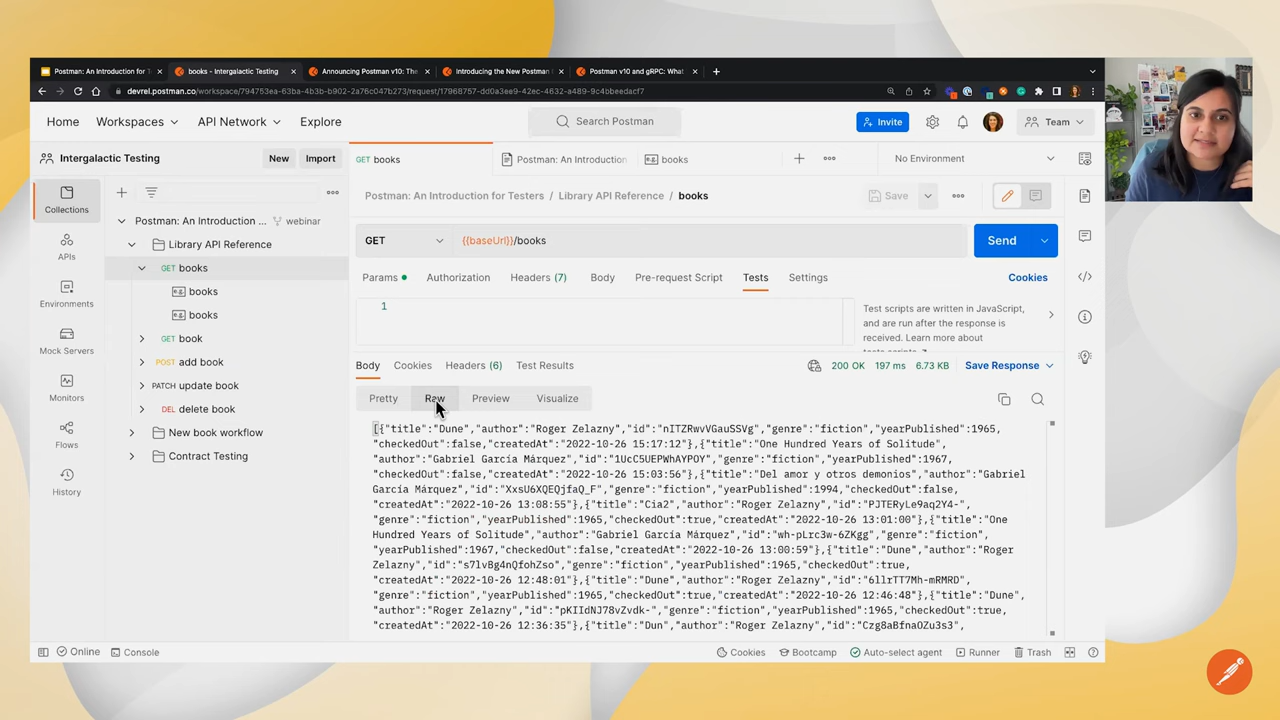 Postman: An Introduction for T
books - Intergalactic Testing
Announcing Postman v10: The
Introducing the New Postman
Postman v10 and gRPC: What
devrel.postman.co/workspace/794753ea-63ba-4b3b-b902-2a76c047b273/request/17968757-dd0a3ee9-42ec-4632-a489-9c4bbeedacf7
Home Workspaces API Network Explore Search Postman Invite Team
Intergalactic Testing New Import
GET books Postman: An Introduction books No Environment
Collections
APIs
Environments
Mock Servers
Monitors
Flows
History
Postman: An Introduction ... webinar
Library API Reference
GET books
books
books
GET book
POST add book
PATCH update book
DEL delete book
New book workflow
Contract Testing
Postman: An Introduction for Testers / Library API Reference / books Save
GET {{baseUrl}}/books Send
Params Authorization Headers (7) Body Pre-request Script Tests Settings Cookies
1
Test scripts are written in JavaScript,
and are run after the response is
received. Learn more about
Body Cookies Headers (6) Test Results 200 OK 197 ms 6.73 KB Save Response
Pretty Raw Preview Visualize
[{"title":"Dune","author":"Roger Zelazny","id":"nITZRwvVGauSSVg","genre":"fiction","yearPublished":1965,
"checkedOut":false,"createdAt":"2022-10-26 15:17:12"},{"title":"One Hundred Years of Solitude",
"author":"Gabriel García Márquez","id":"1UcC5UEPWhAYPOY","genre":"fiction","yearPublished":1967,
"checkedOut":false,"createdAt":"2022-10-26 15:03:56"},{"title":"Del amor y otros demonios","author":"Gabriel
García Márquez","id":"XxsU6XQEQjfaQ_F","genre":"fiction","yearPublished":1994,"checkedOut":false,
"createdAt":"2022-10-26 13:08:55"},{"title":"Cia2","author":"Roger Zelazny","id":"PJTERyLe9aq2Y4-",
"genre":"fiction","yearPublished":1965,"checkedOut":true,"createdAt":"2022-10-26 13:01:00"},{"title":"One
Hundred Years of Solitude","author":"Gabriel García Márquez","id":"wh-pLrc3w-6ZKgg","genre":"fiction",
"yearPublished":1967,"checkedOut":false,"createdAt":"2022-10-26 13:00:59"},{"title":"Dune","author":"Roger
Zelazny","id":"s7lvBg4nQfohZso","genre":"fiction","yearPublished":1965,"checkedOut":true,
"createdAt":"2022-10-26 12:48:01"},{"title":"Dune","author":"Roger Zelazny","id":"6llrTT7Mh-mRMRD",
"genre":"fiction","yearPublished":1965,"checkedOut":true,"createdAt":"2022-10-26 12:46:48"},{"title":"Dune",
"author":"Roger Zelazny","id":"pKIIdNJ78vZvdk-","genre":"fiction","yearPublished":1965,"checkedOut":true,
"createdAt":"2022-10-26 12:36:35"},{"title":"Dun","author":"Roger Zelazny","id":"Czg8aBfnaOZu3s3",
Online Console Cookies Bootcamp Auto-select agent Runner Trash